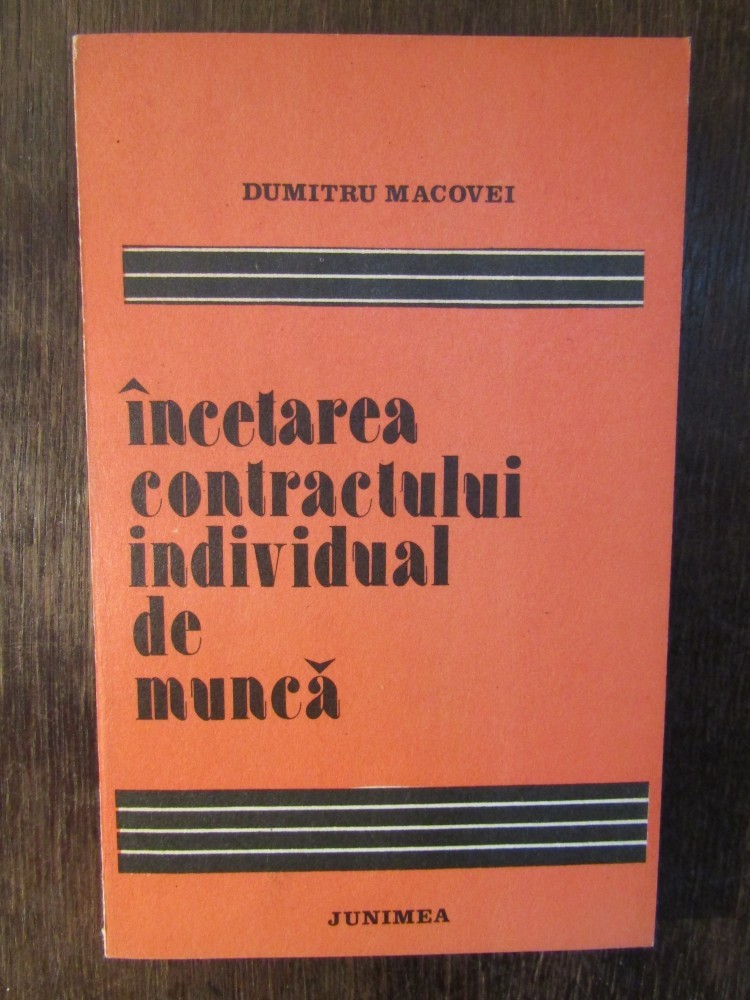 DUMITRU MACOVEI
încetarea
contractului
individual
de
muncă
JUNIMEA